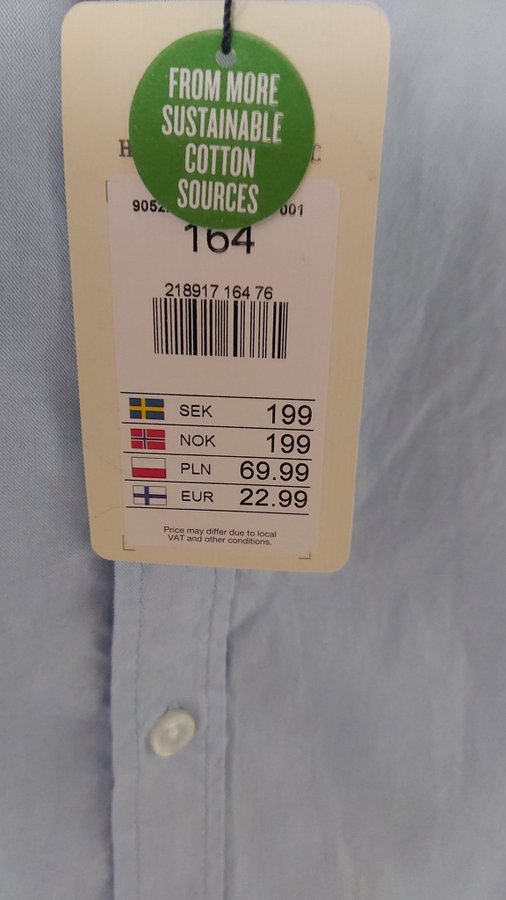 FROM MORE
SUSTAINABLE
COTTON
SOURCES
001
164
218917 164 76
SEK 199
NOK 199
PLN 69.99
EUR 22.99
Price may differ due to local
VAT and other conditions.